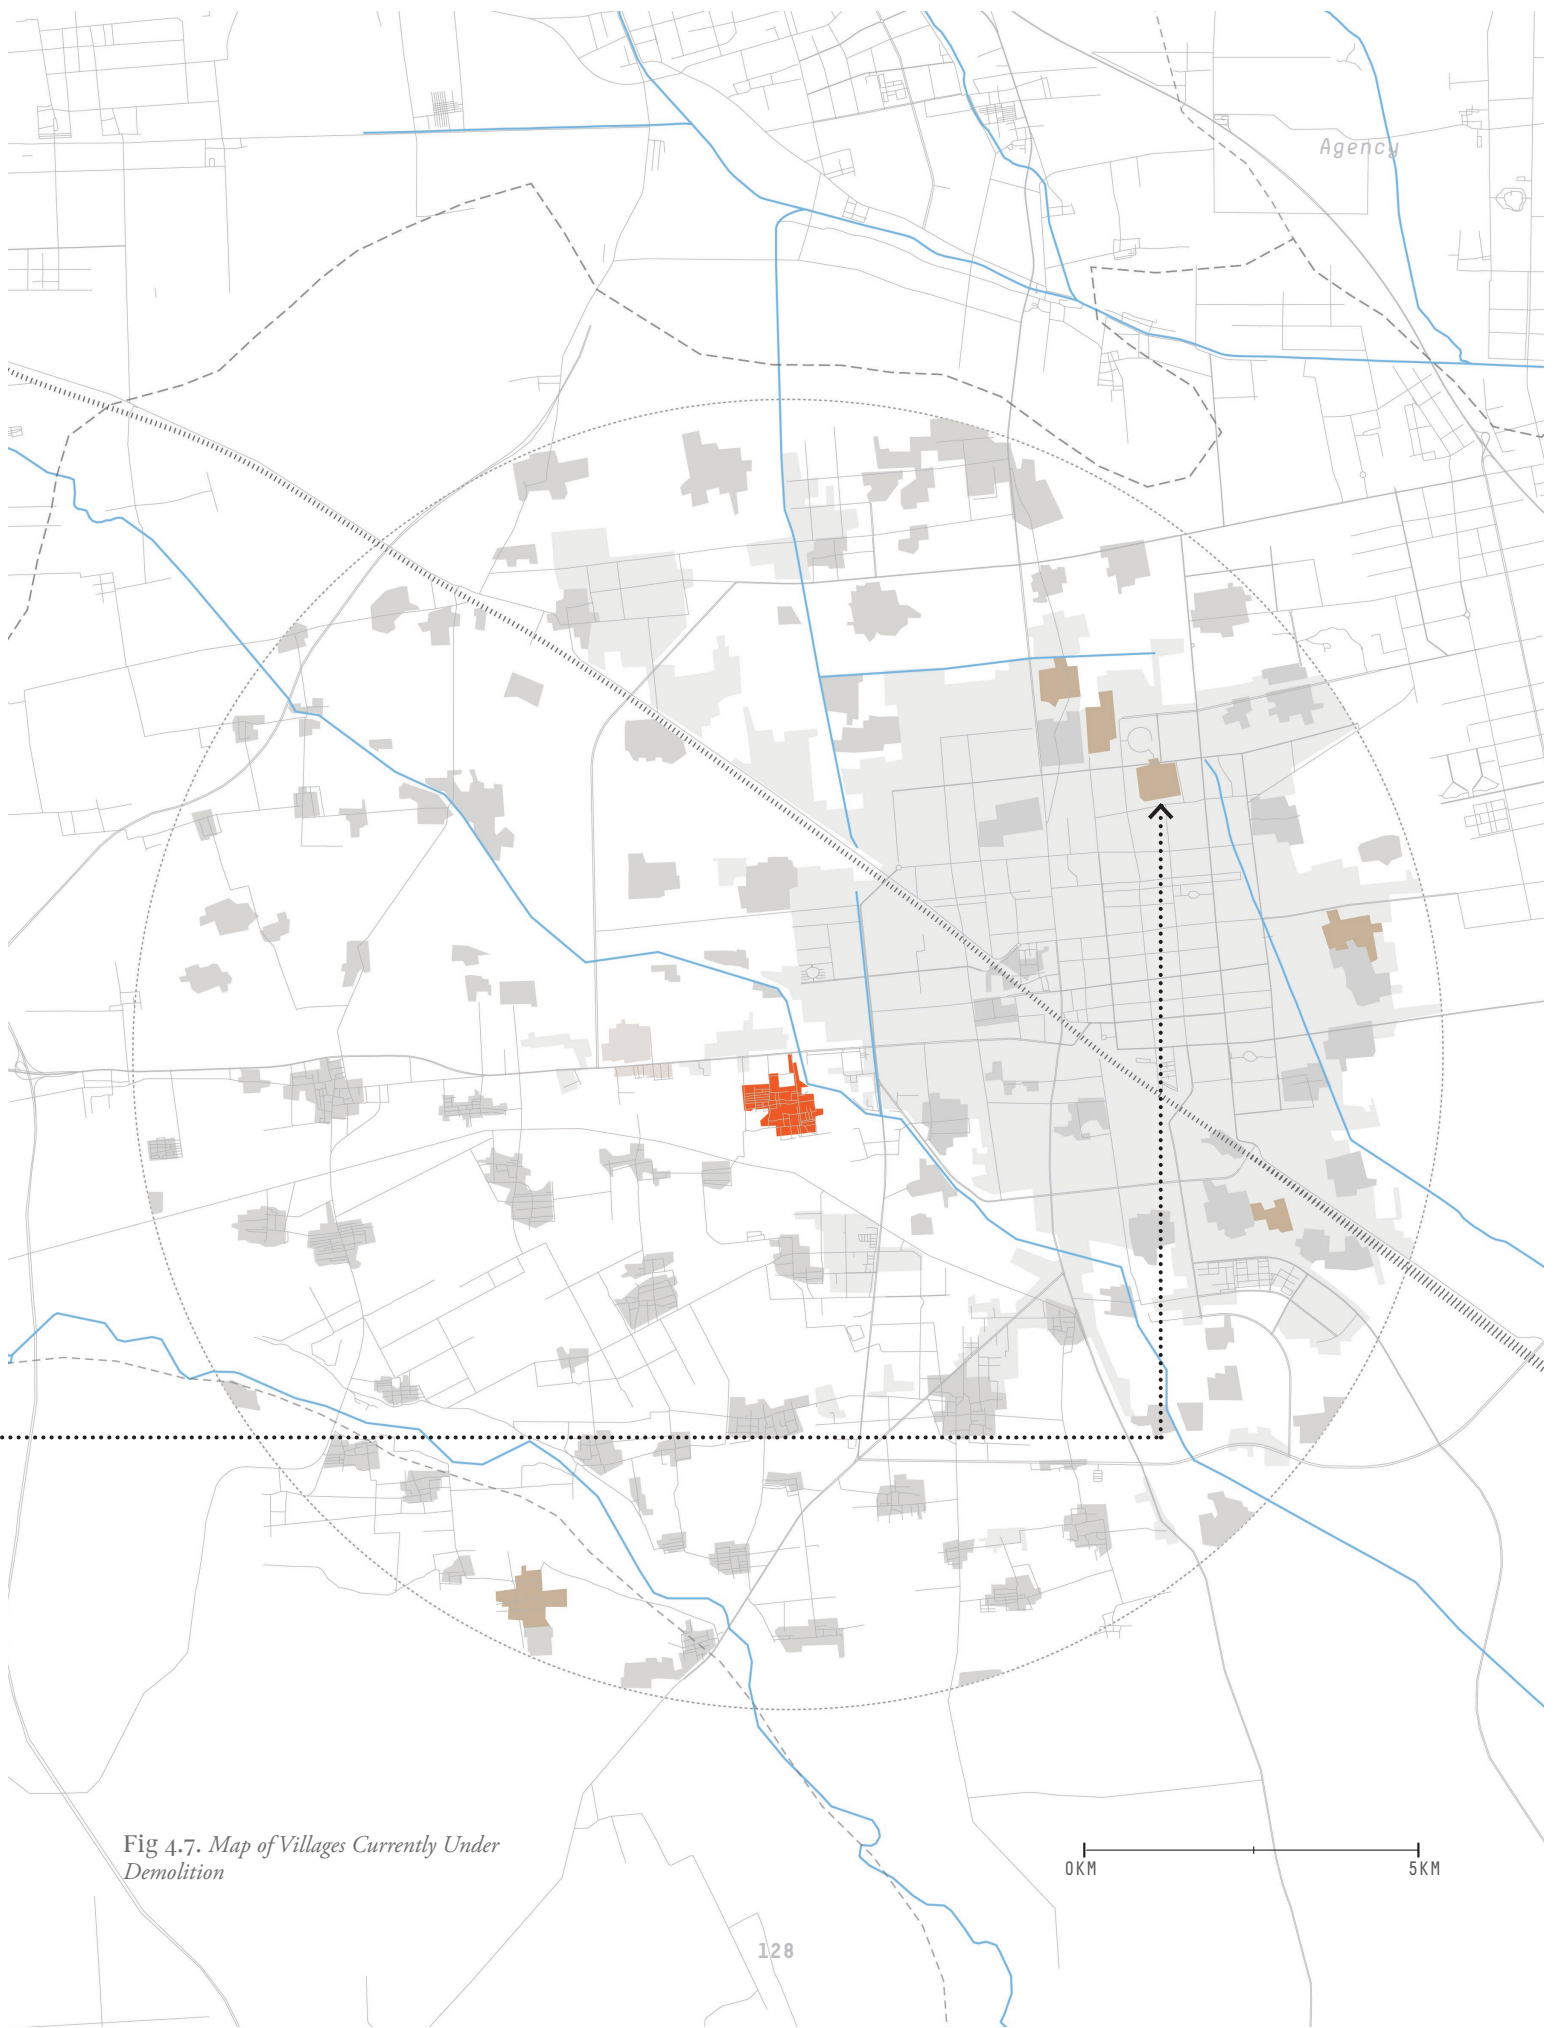 Agency
Fig 4.7. Map of Villages Currently Under
Demolition
0KM
5KM
128